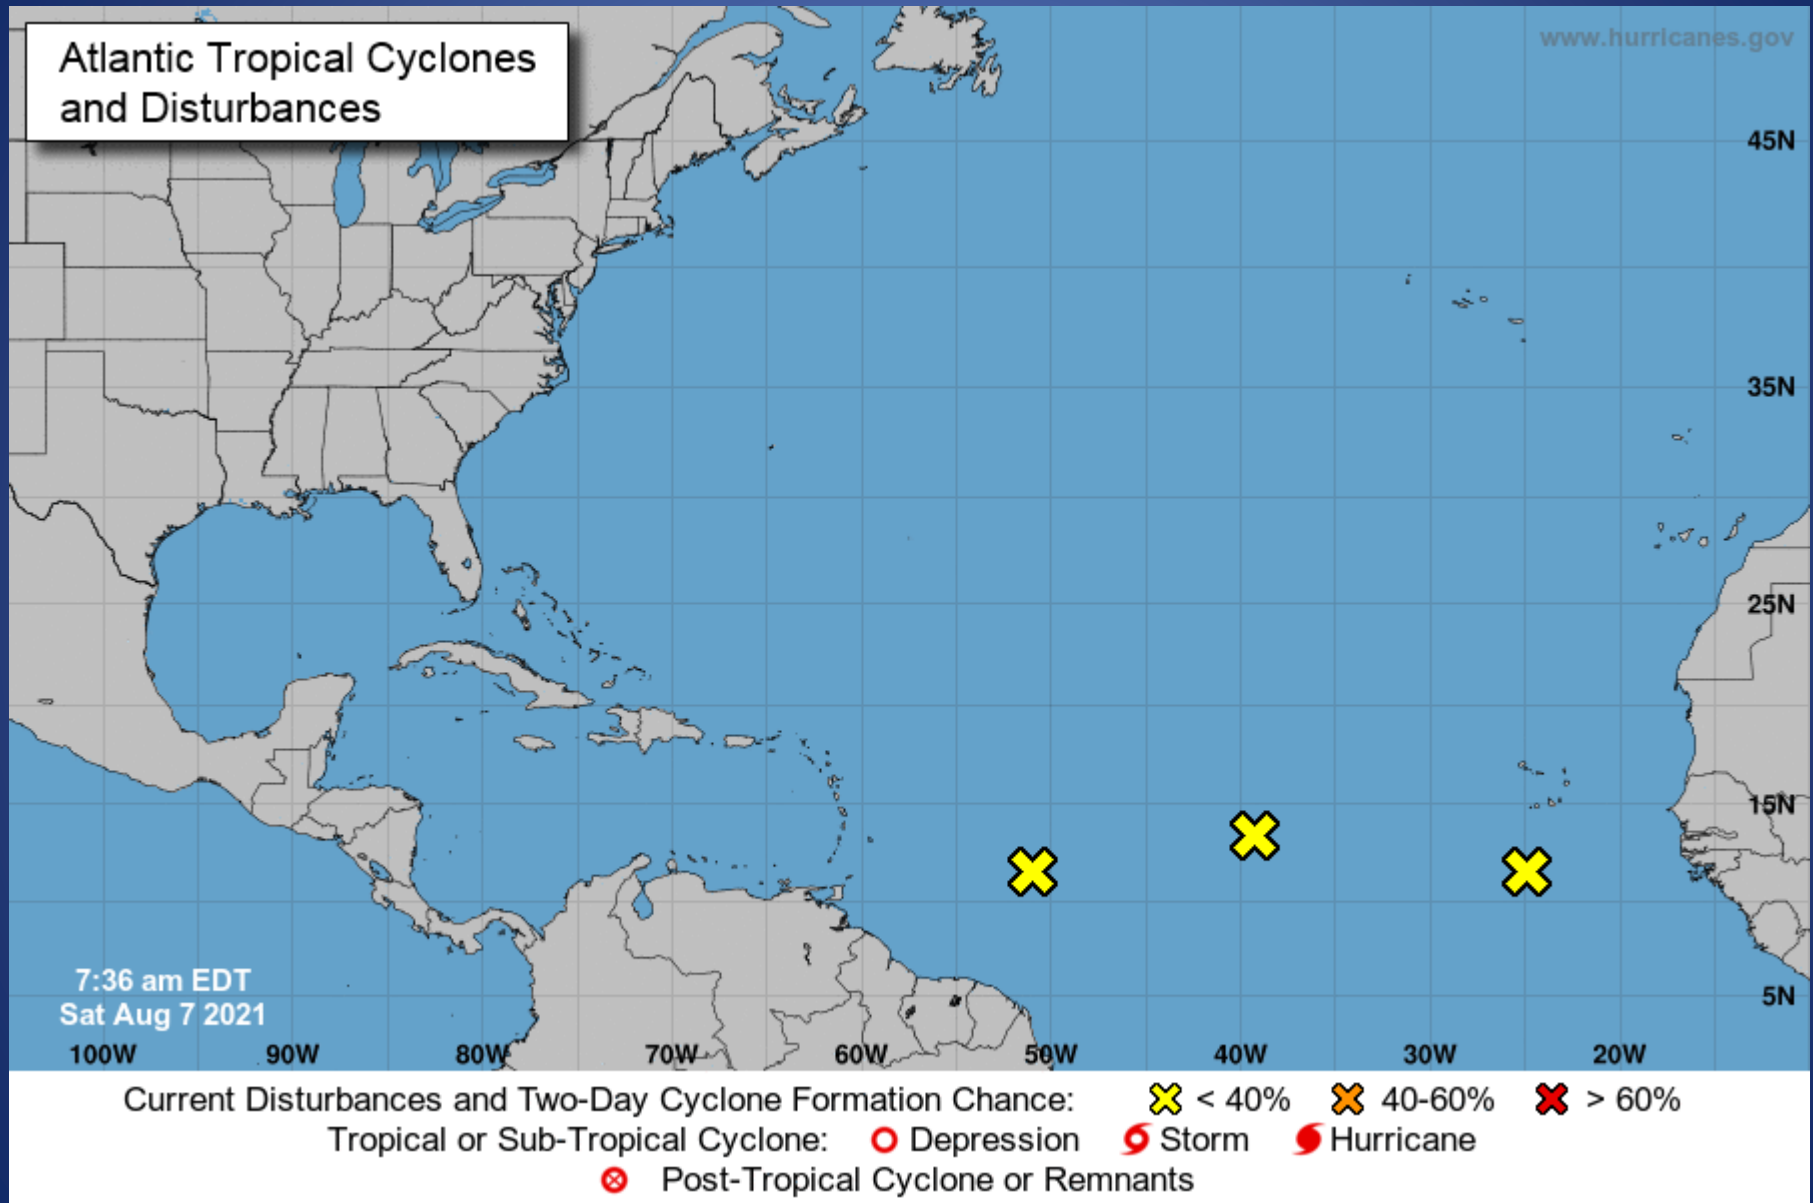 Atlantic Tropical Cyclones
and Disturbances
www.hurricanes.gov
45N
35N
25N
15N
5N
7:36 am EDT
Sat Aug 7 2021
100W 90W 80W 70W 60W 50W 40W 30W 20W
Current Disturbances and Two-Day Cyclone Formation Chance: < 40% 40-60% > 60%
Tropical or Sub-Tropical Cyclone: Depression Storm Hurricane
Post-Tropical Cyclone or Remnants